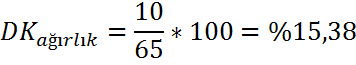 DK_ağırlık = 10/65 * 100 = %15,38